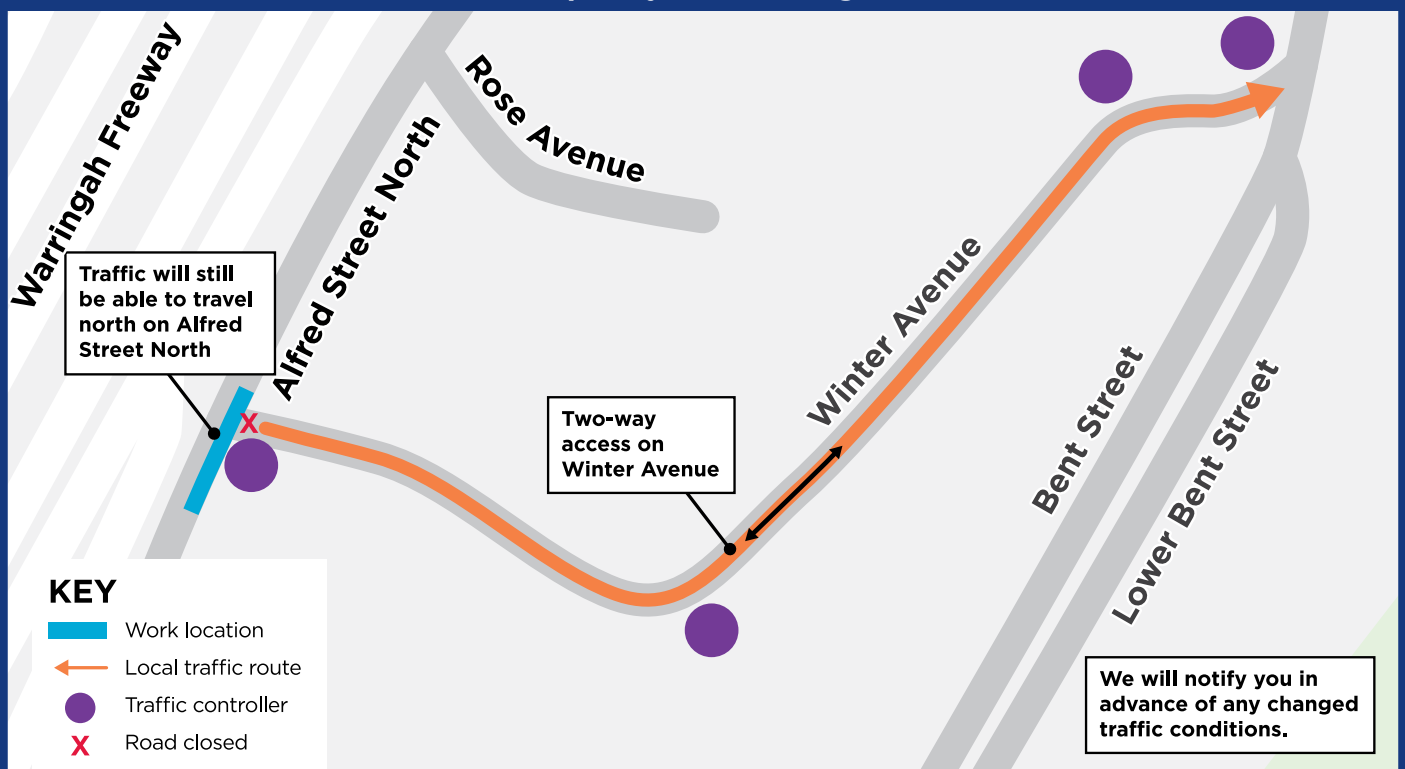 Warringah Freeway
Alfred Street North
Rose Avenue
Traffic will still
be able to travel
north on Alfred
Street North
X
Two-way
access on
Winter Avenue
Winter Avenue
Bent Street
Lower Bent Street
KEY
Work location
Local traffic route
Traffic controller
X Road closed
We will notify you in
advance of any changed
traffic conditions.